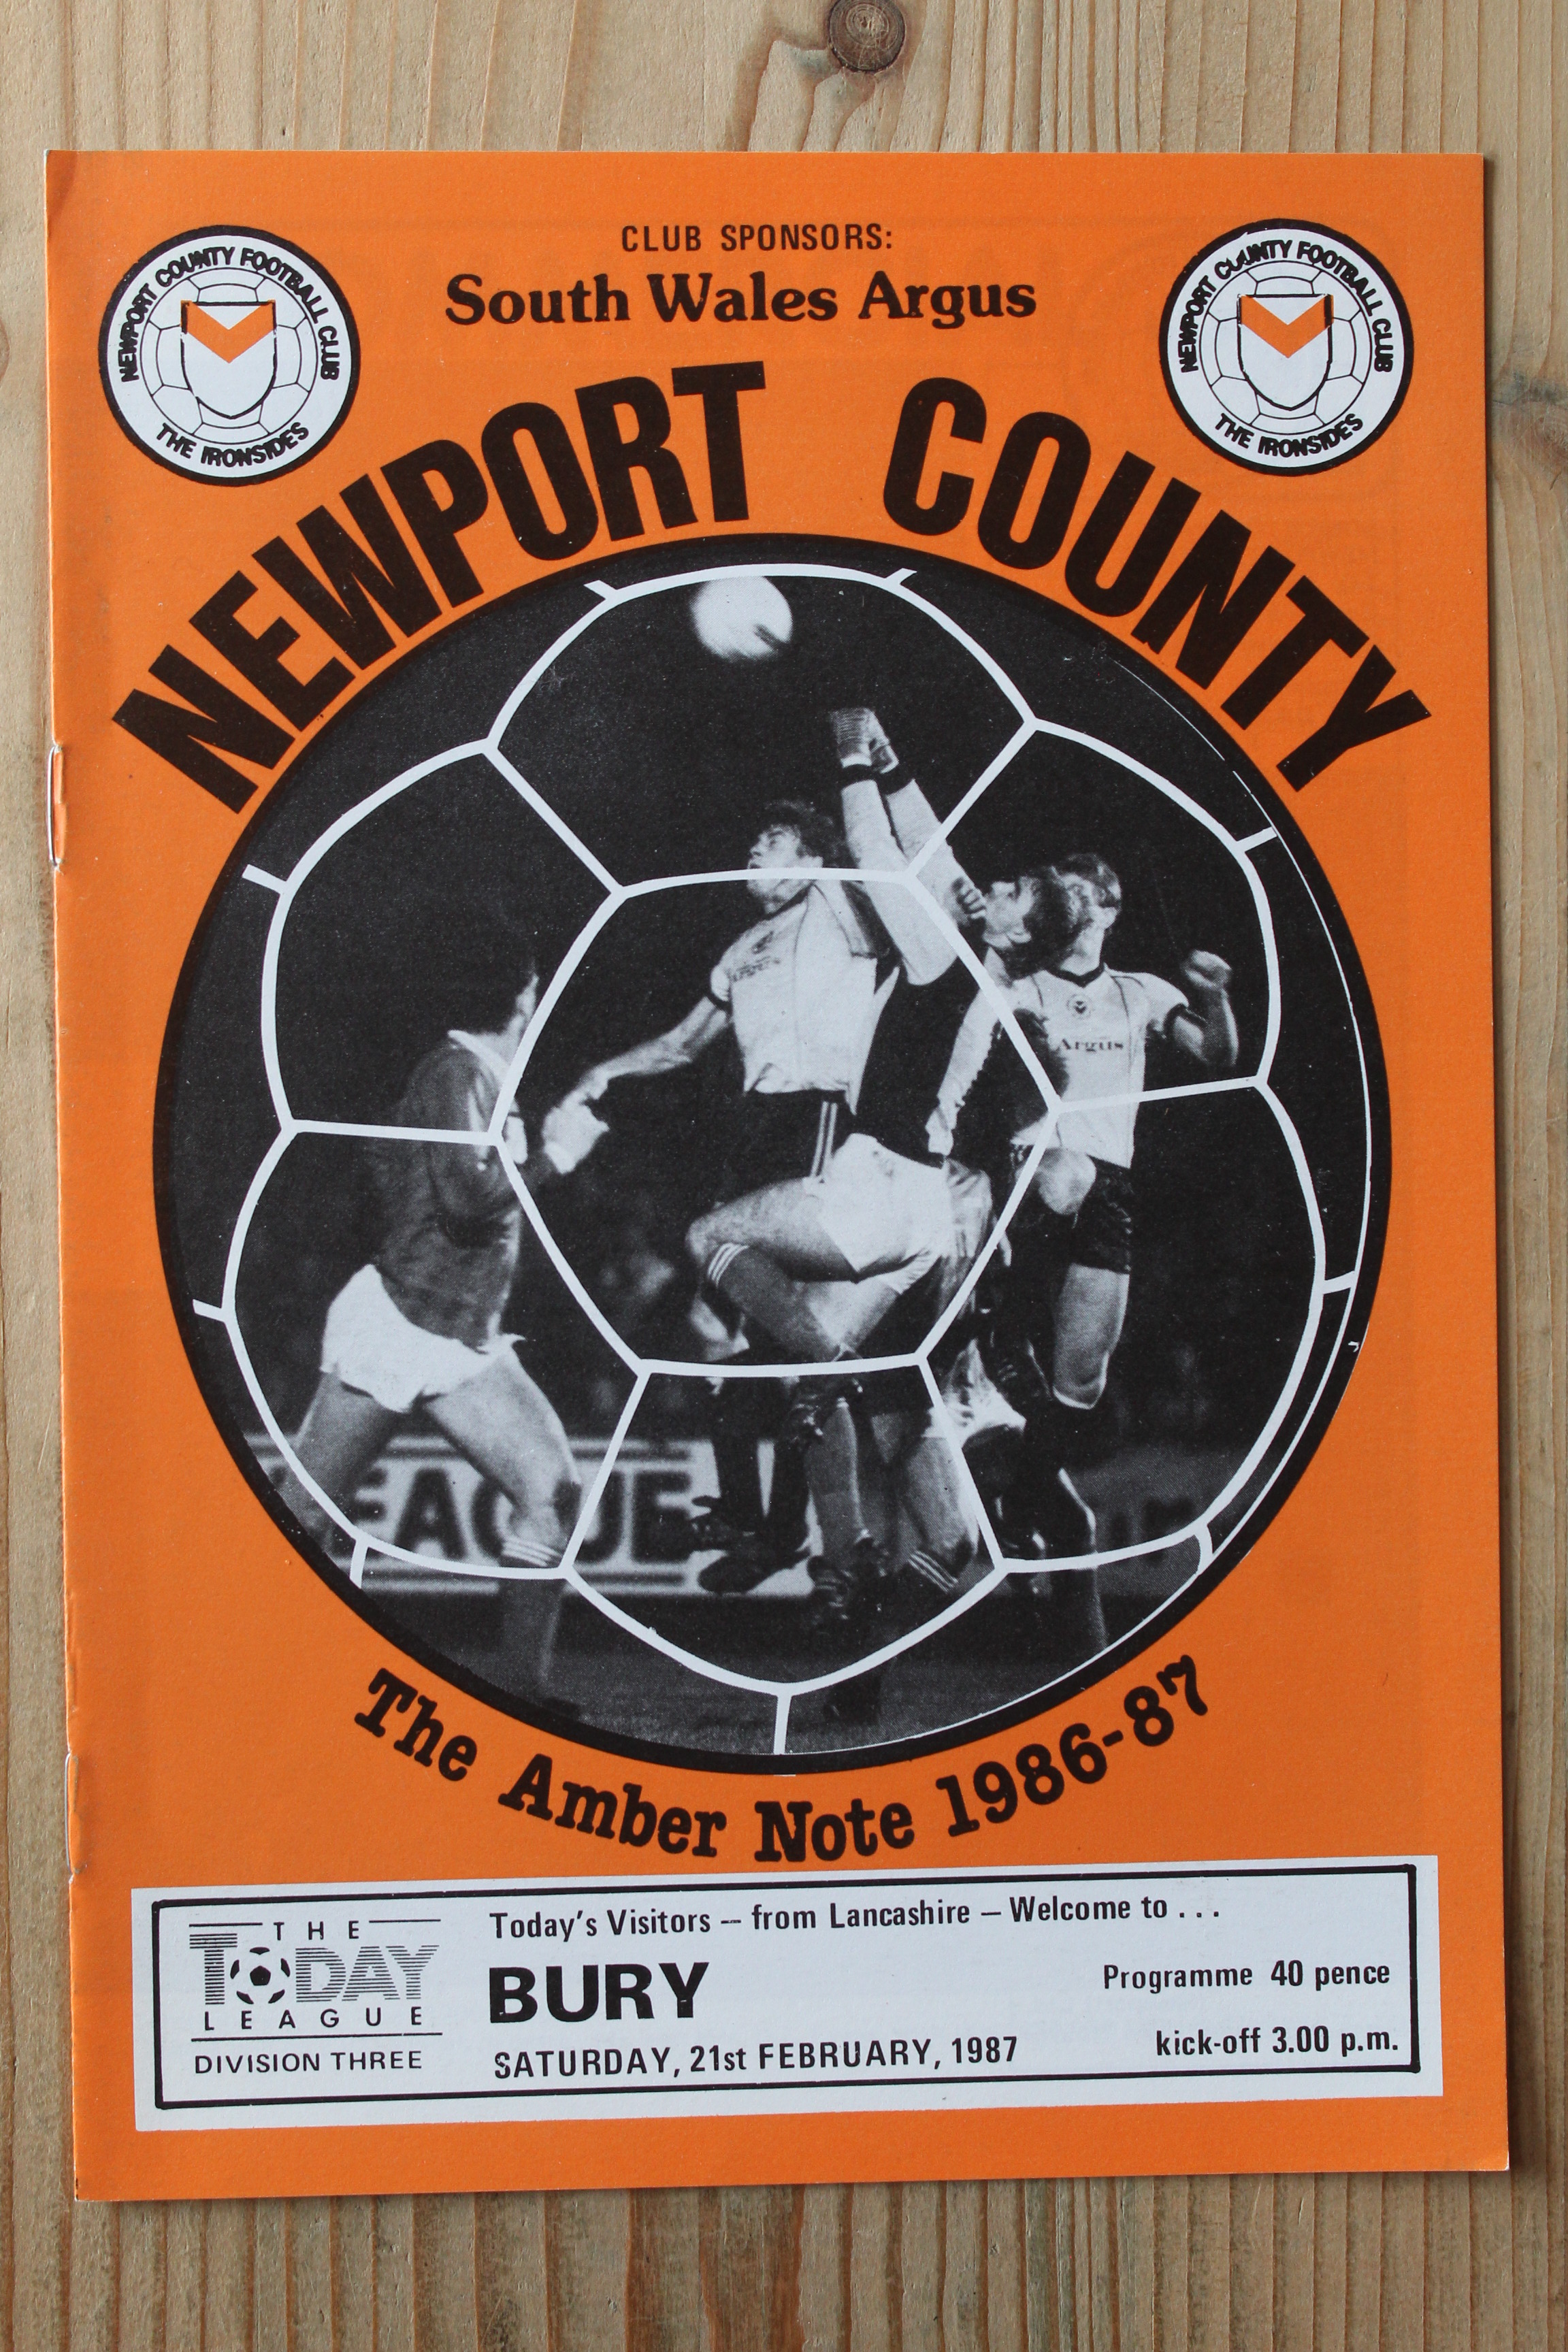 CLUB SPONSORS:
South Wales Argus
NEWPORT COUNTY FOOTBALL CLUB
THE IRONSIDES
NEWPORT COUNTY FOOTBALL CLUB
THE IRONSIDES
NEWPORT COUNTY
Argus
EAGUE
The Amber Note 1986-87
THE
TODAY
LEAGUE
DIVISION THREE
Today's Visitors -- from Lancashire – Welcome to . . .
BURY
Programme 40 pence
SATURDAY, 21st FEBRUARY, 1987
kick-off 3.00 p.m.